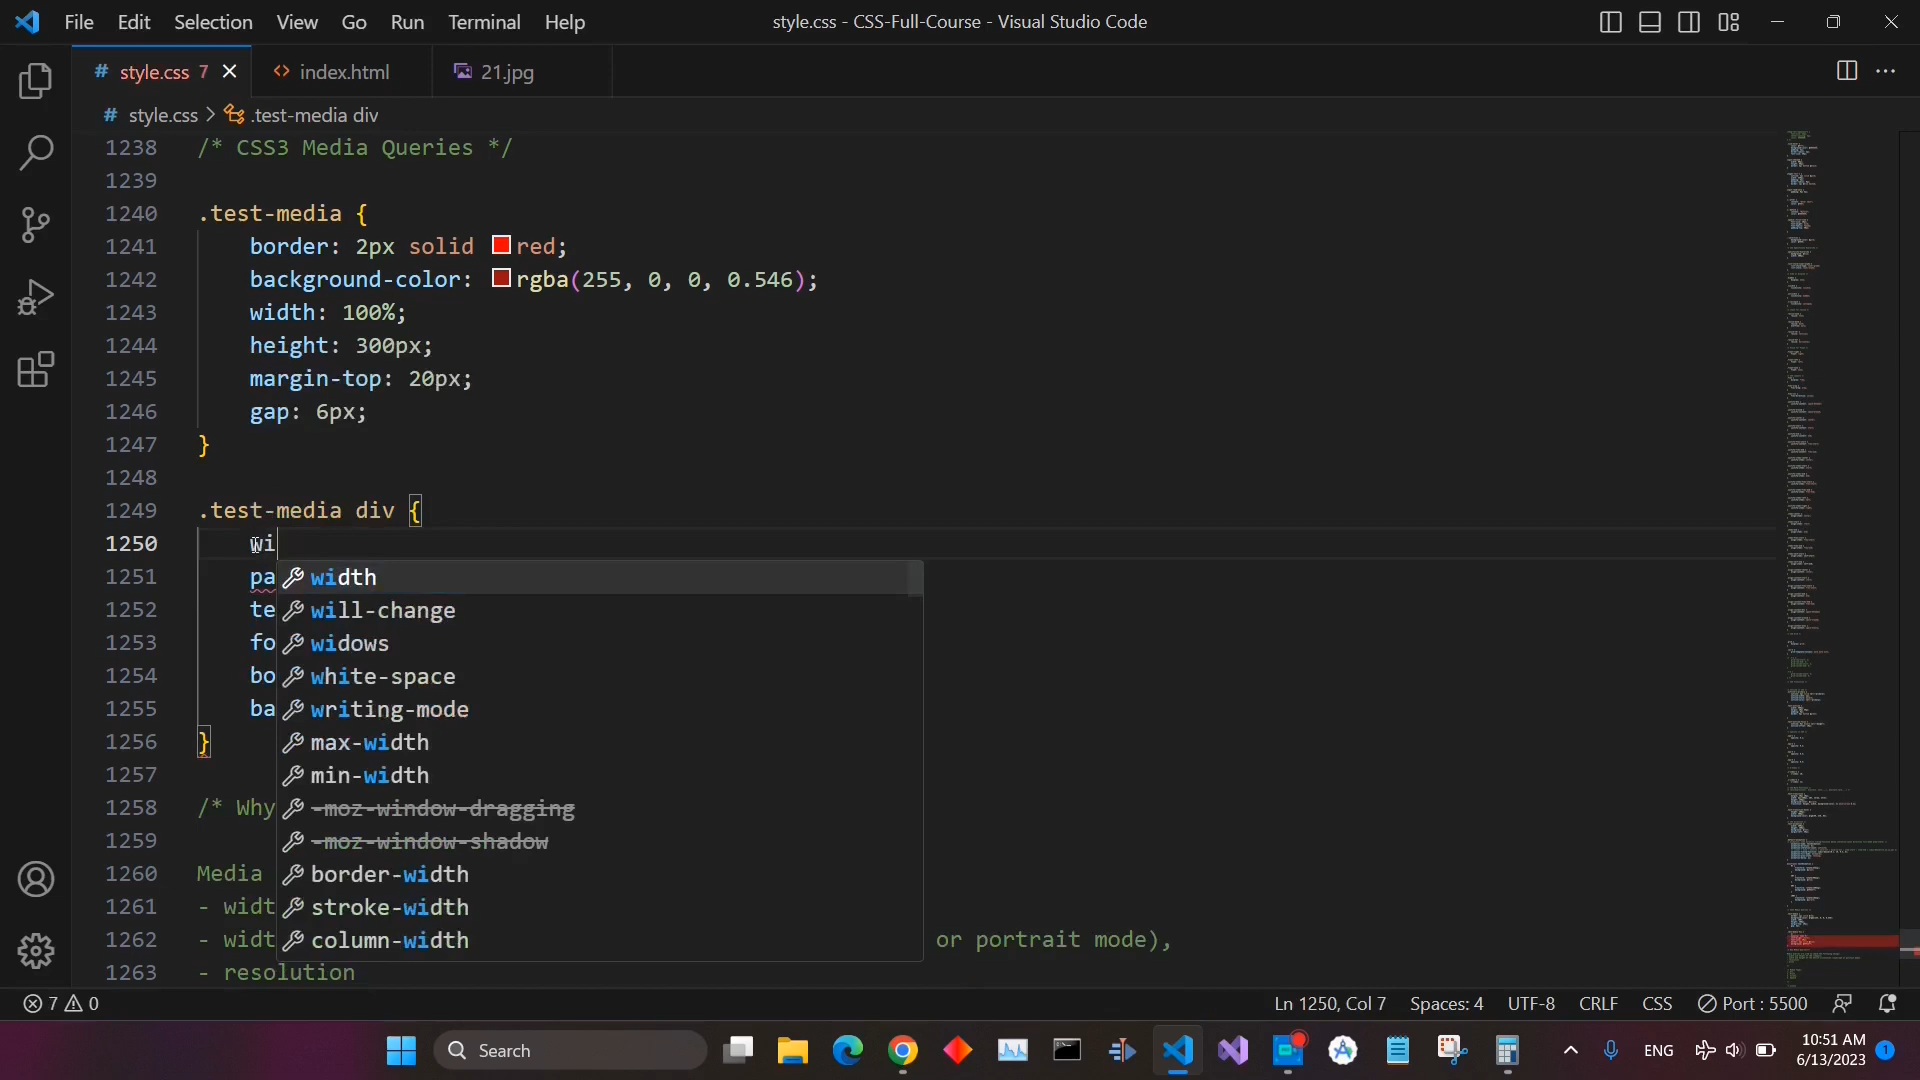 File Edit Selection View Go Run Terminal Help
style.css - CSS-Full-Course - Visual Studio Code
# style.css 7
<> index.html
21.jpg
# style.css > .test-media div
1238 /* CSS3 Media Queries */
1239
1240 .test-media {
1241 border: 2px solid red;
1242 background-color: rgba(255, 0, 0, 0.546);
1243 width: 100%;
1244 height: 300px;
1245 margin-top: 20px;
1246 gap: 6px;
1247 }
1248
1249 .test-media div {
1250 wi
1251 pa
width
will-change
1252 te
1253 fo
widows
1254 bo
white-space
1255 ba
writing-mode
1256 }
max-width
1257
min-width
1258 /* Why
-moz-window-dragging
1259
-moz-window-shadow
1260 Media
border-width
1261 - widt
stroke-width
1262 - widt
column-width
or portrait mode),
1263 - resolution
7 0
Ln 1250, Col 7 Spaces: 4 UTF-8 CRLF CSS Port : 5500
Search
ENG
10:51 AM
6/13/2023
1